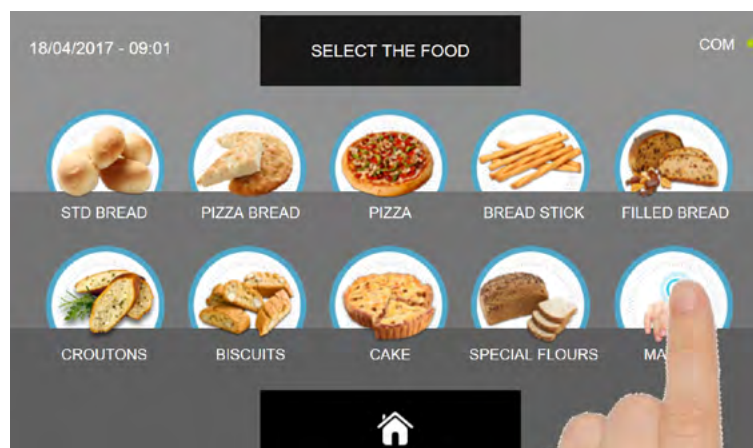 18/04/2017 - 09:01
SELECT THE FOOD
COM
STD BREAD
PIZZA BREAD
PIZZA
BREAD STICK
FILLED BREAD
CROUTONS
BISCUITS
CAKE
SPECIAL FLOURS